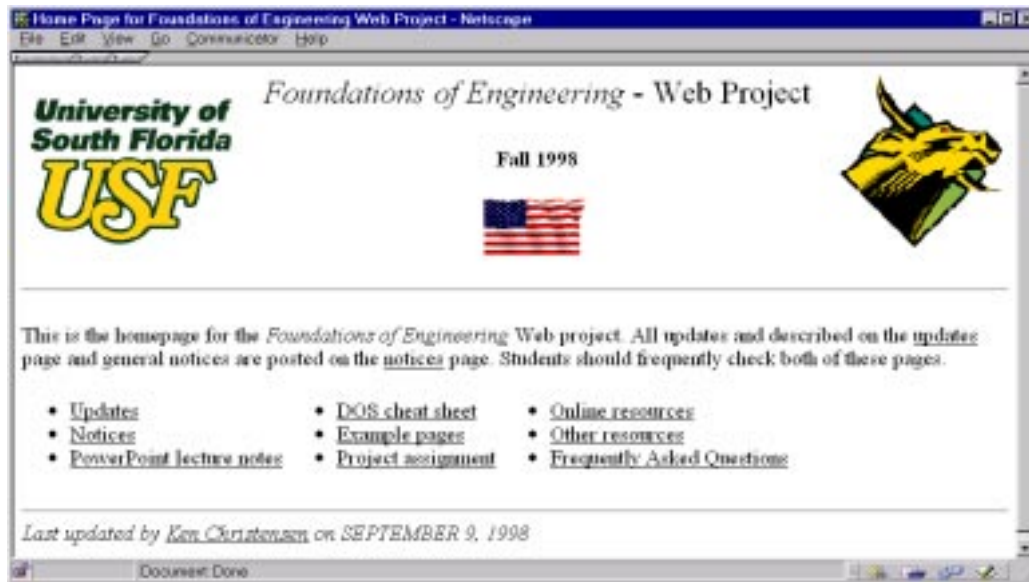 Home Page for Foundations of Engineering Web Project - Netscape
File Edit View Go Communicator Help
University of
South Florida
USF
Foundations of Engineering - Web Project
Fall 1998
This is the homepage for the Foundations of Engineering Web project. All updates and described on the updates
page and general notices are posted on the notices page. Students should frequently check both of these pages.
• Updates
• Notices
• PowerPoint lecture notes
• DOS cheat sheet
• Example pages
• Project assignment
• Online resources
• Other resources
• Frequently Asked Questions
Last updated by Ken Christensen on SEPTEMBER 9, 1998
Document: Done